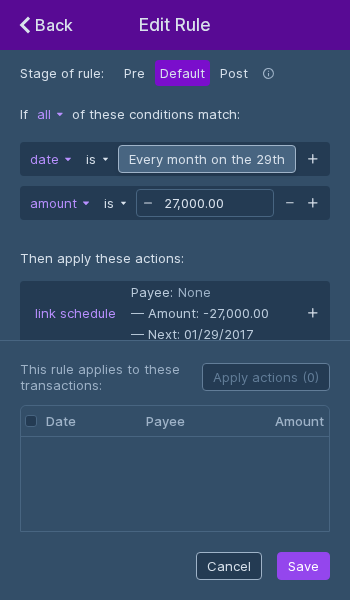 Back
Edit Rule
Stage of rule: Pre Default Post
If all of these conditions match:
date is Every month on the 29th +
amount is − 27,000.00 − +
Then apply these actions:
Payee: None
link schedule — Amount: -27,000.00 +
— Next: 01/29/2017
This rule applies to these
transactions:
Apply actions (0)
Date Payee Amount
Cancel Save